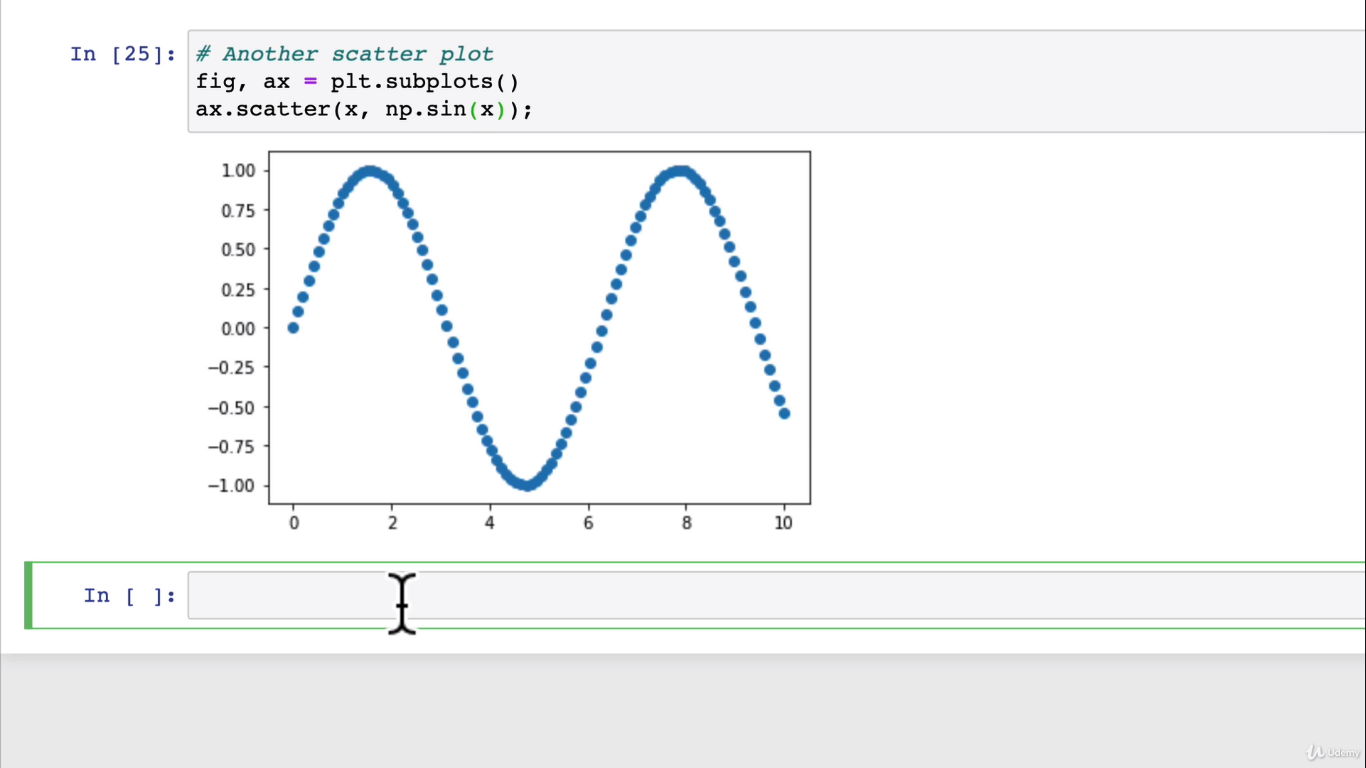 In [25]:
# Another scatter plot
fig, ax = plt.subplots()
ax.scatter(x, np.sin(x));
1.00
0.75
0.50
0.25
0.00
−0.25
−0.50
−0.75
−1.00
0 2 4 6 8 10
In [ ]:
Udemy